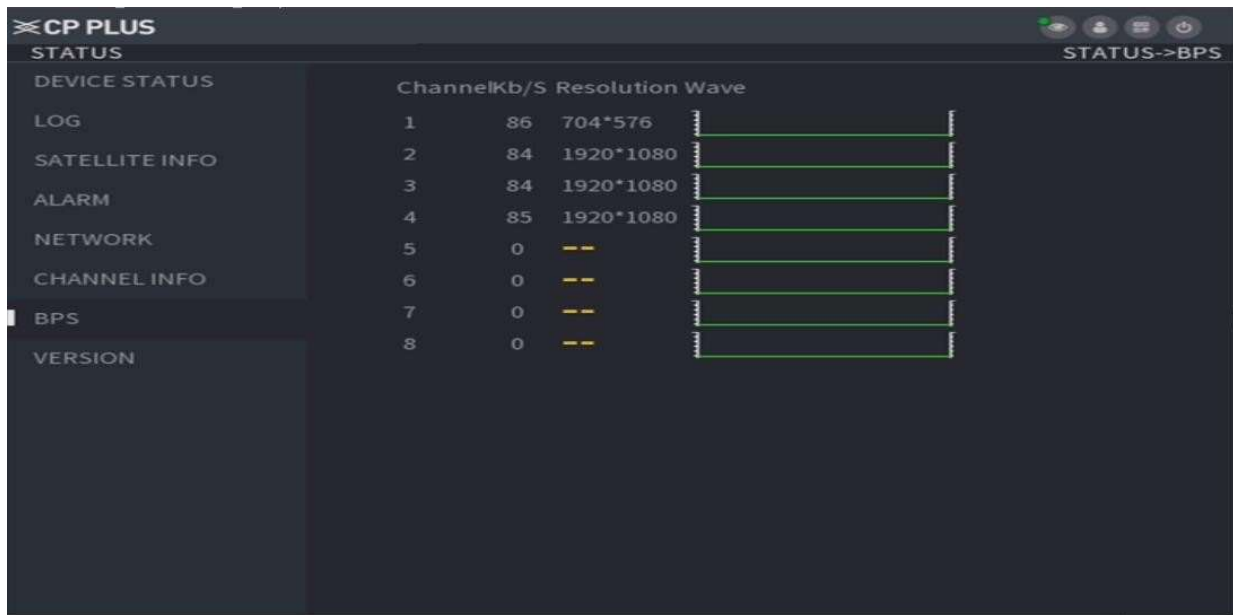 CP PLUS
STATUS
STATUS->BPS
DEVICE STATUS
LOG
SATELLITE INFO
ALARM
NETWORK
CHANNEL INFO
BPS
VERSION
ChannelKb/S Resolution Wave
1 86 704*576
2 84 1920*1080
3 84 1920*1080
4 85 1920*1080
5 0 --
6 0 --
7 0 --
8 0 --